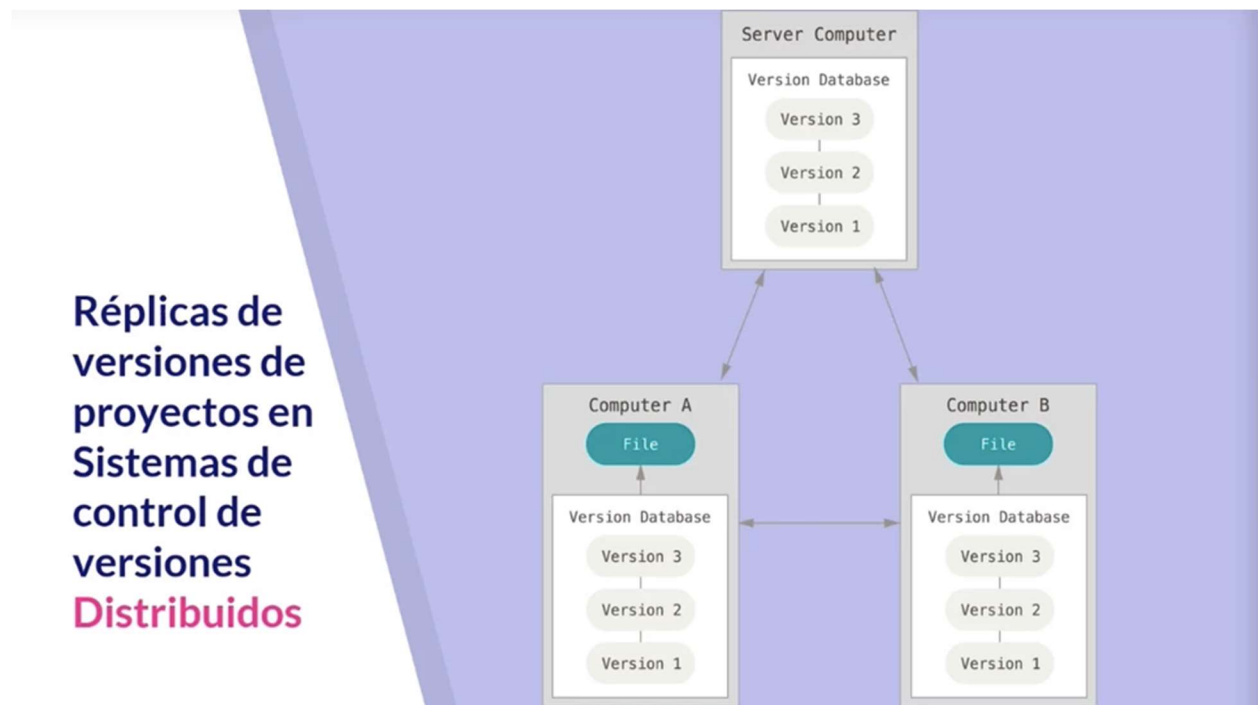 Réplicas de
versiones de
proyectos en
Sistemas de
control de
versiones
Distribuidos
Server Computer
Version Database
Version 3
Version 2
Version 1
Computer A
File
Version Database
Version 3
Version 2
Version 1
Computer B
File
Version Database
Version 3
Version 2
Version 1